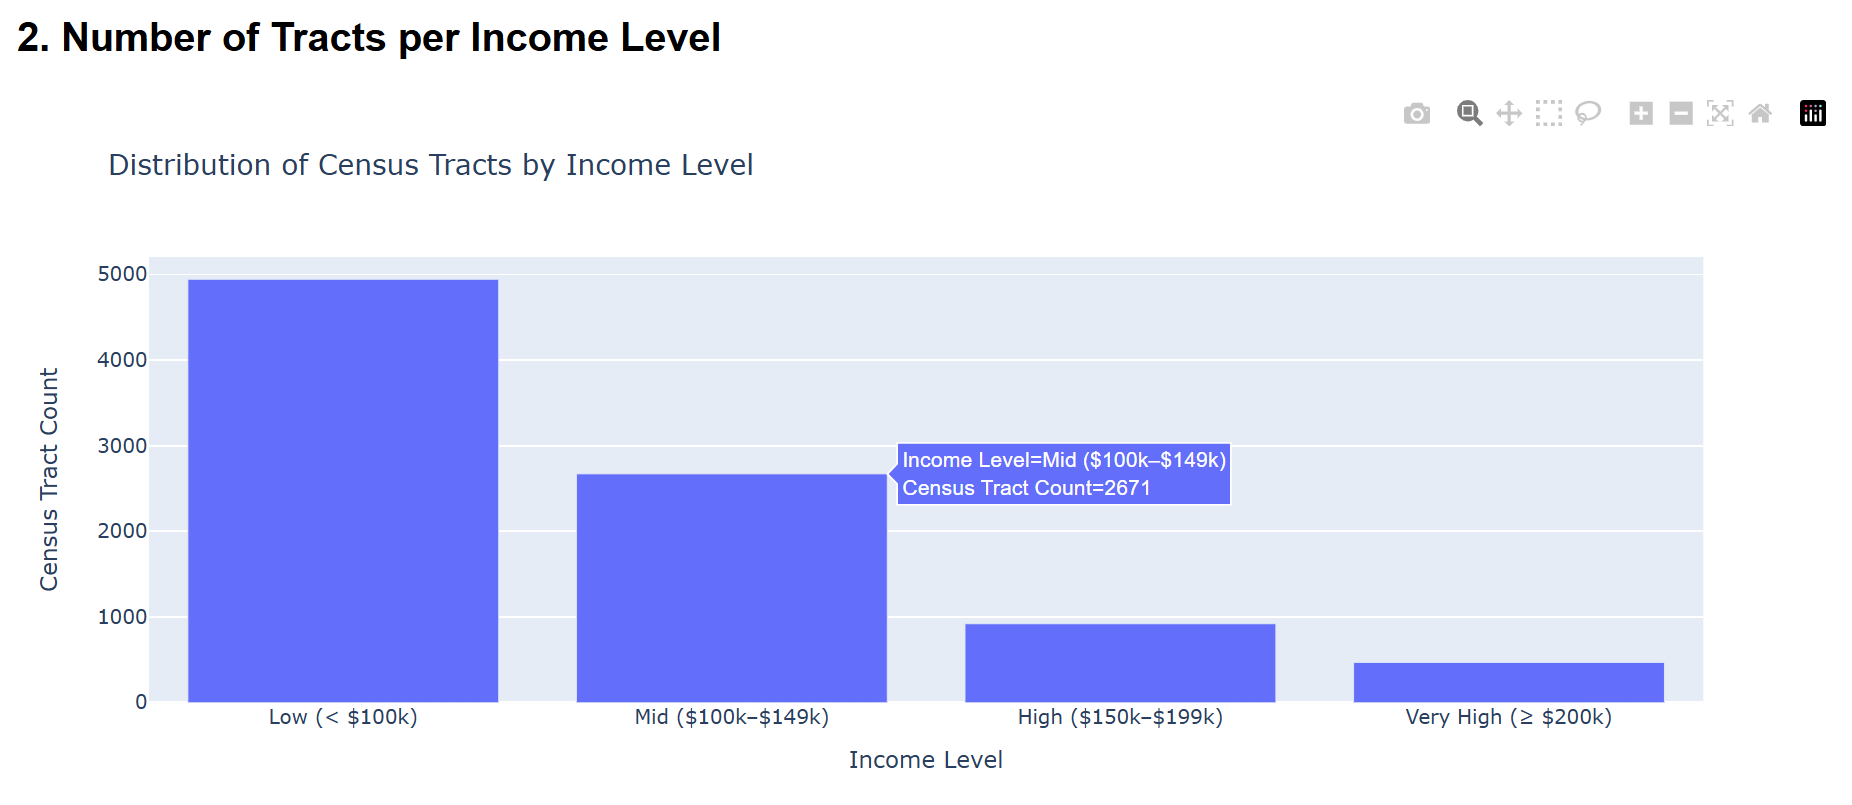 2. Number of Tracts per Income Level
Distribution of Census Tracts by Income Level
Census Tract Count
5000
4000
3000
2000
1000
0
Income Level=Mid ($100k–$149k)
Census Tract Count=2671
Low (< $100k)
Mid ($100k–$149k)
High ($150k–$199k)
Very High (≥ $200k)
Income Level